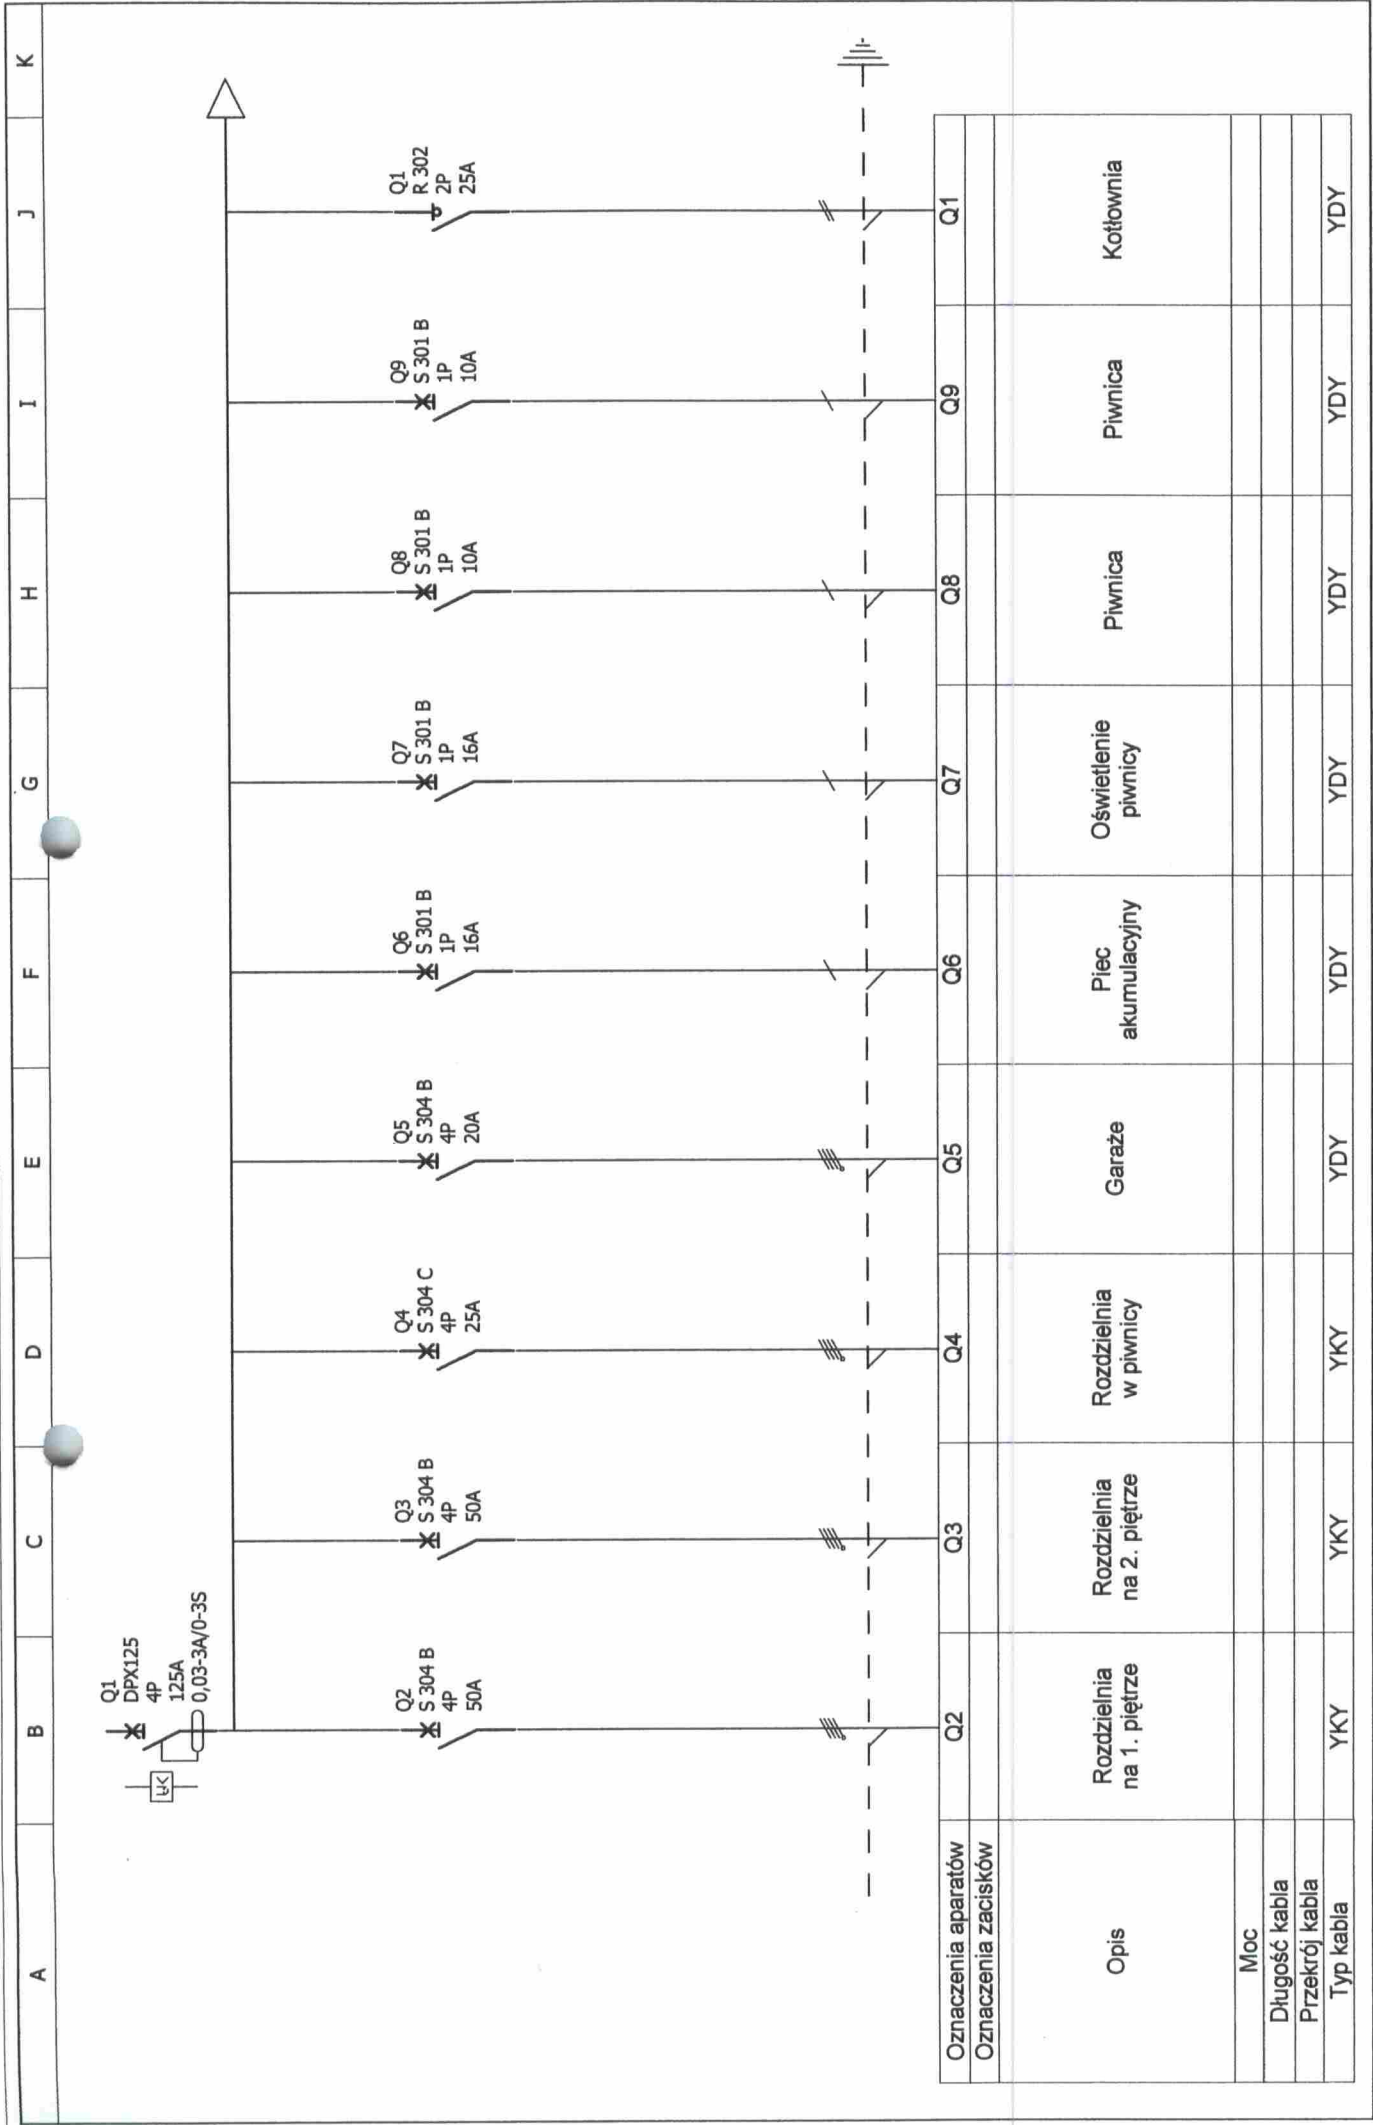 A
B
C
D
E
F
G
H
I
J
K
Q1
DPX125
4P
125A
0,03-3A/0-3S
Q2
S 304 B
4P
50A
Q3
S 304 B
4P
50A
Q4
S 304 C
4P
25A
Q5
S 304 B
4P
20A
Q6
S 301 B
1P
16A
Q7
S 301 B
1P
16A
Q8
S 301 B
1P
10A
Q9
S 301 B
1P
10A
Q1
R 302
2P
25A
Oznaczenia aparatów Q2 Q3 Q4 Q5 Q6 Q7 Q8 Q9 Q1
Oznaczenia zacisków
Opis
Rozdzielnia
na 1. piętrze
Rozdzielnia
na 2. piętrze
Rozdzielnia
w piwnicy
Garaże
Piec
akumulacyjny
Oświetlenie
piwnicy
Piwnica
Piwnica
Kotłownia
Moc
Długość kabla
Przekrój kabla
Typ kabla YKY YKY YKY YDY YDY YDY YDY YDY YDY